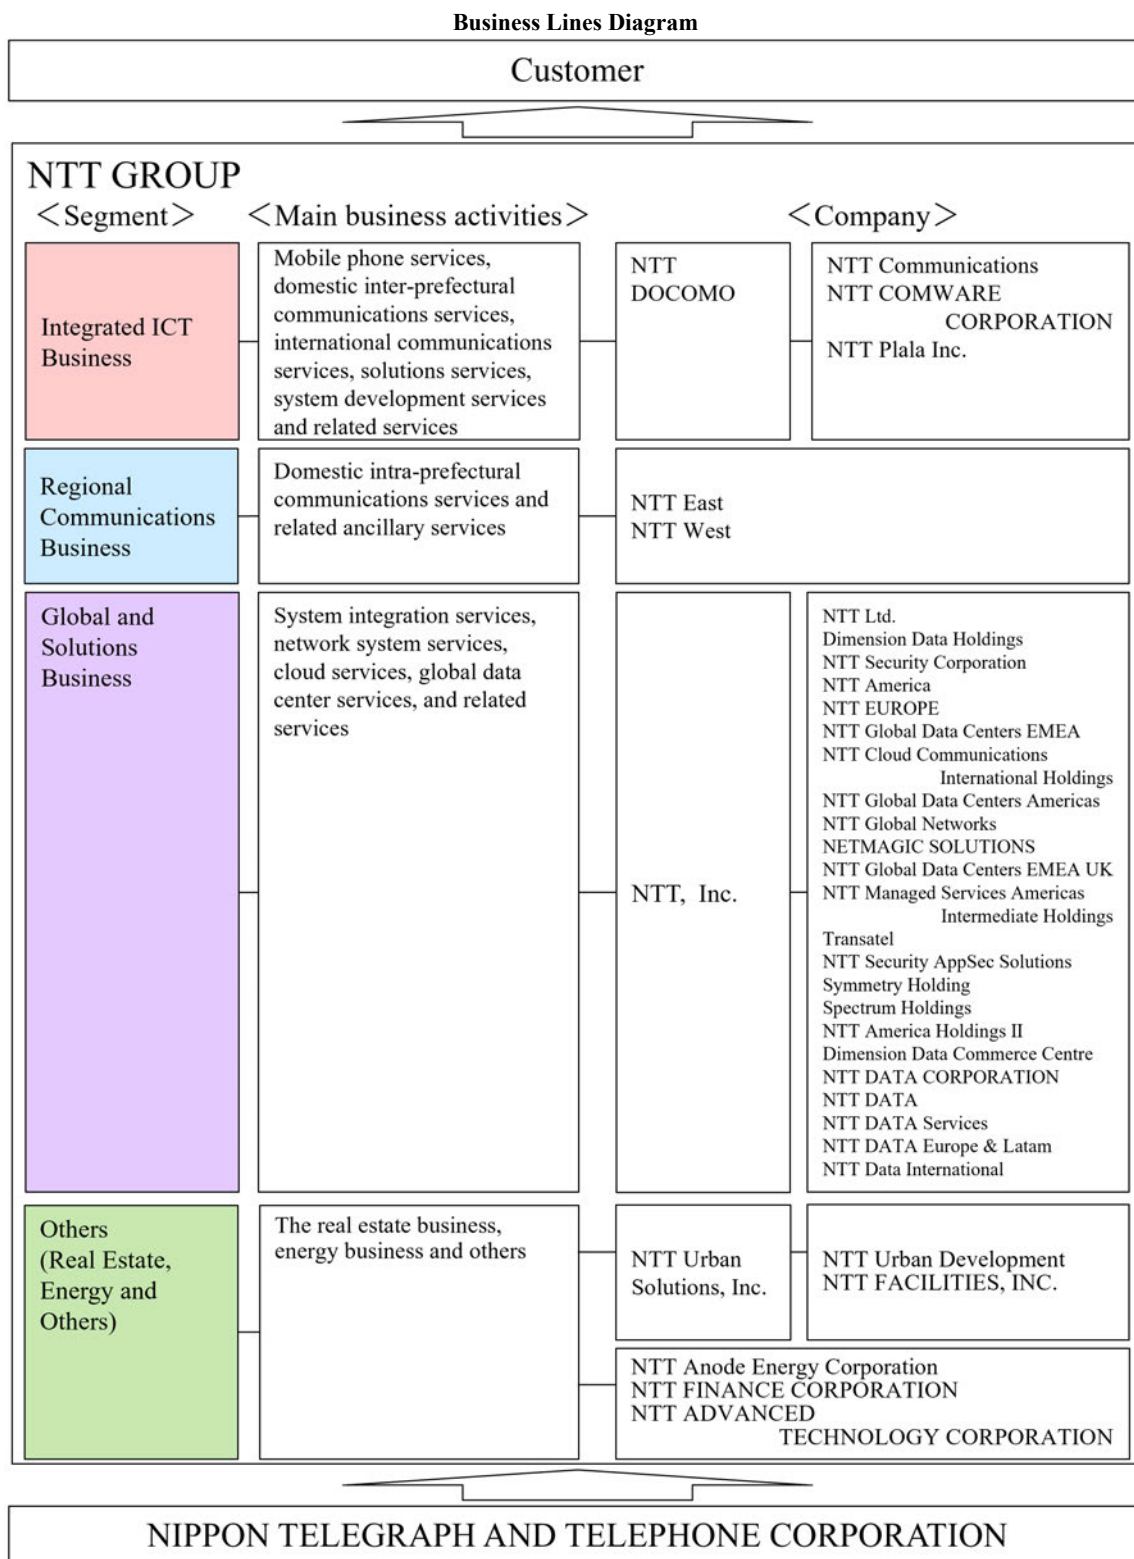 Business Lines Diagram
Customer
NTT GROUP
＜Segment＞
＜Main business activities＞
＜Company＞
Integrated ICT
Business
Mobile phone services,
domestic inter-prefectural
communications services,
international communications
services, solutions services,
system development services
and related services
NTT
DOCOMO
NTT Communications
NTT COMWARE
CORPORATION
NTT Plala Inc.
Regional
Communications
Business
Domestic intra-prefectural
communications services and
related ancillary services
NTT East
NTT West
Global and
Solutions
Business
System integration services,
network system services,
cloud services, global data
center services, and related
services
NTT, Inc.
NTT Ltd.
Dimension Data Holdings
NTT Security Corporation
NTT America
NTT EUROPE
NTT Global Data Centers EMEA
NTT Cloud Communications
International Holdings
NTT Global Data Centers Americas
NTT Global Networks
NETMAGIC SOLUTIONS
NTT Global Data Centers EMEA UK
NTT Managed Services Americas
Intermediate Holdings
Transatel
NTT Security AppSec Solutions
Symmetry Holding
Spectrum Holdings
NTT America Holdings II
Dimension Data Commerce Centre
NTT DATA CORPORATION
NTT DATA
NTT DATA Services
NTT DATA Europe & Latam
NTT Data International
Others
(Real Estate,
Energy and
Others)
The real estate business,
energy business and others
NTT Urban
Solutions, Inc.
NTT Urban Development
NTT FACILITIES, INC.
NTT Anode Energy Corporation
NTT FINANCE CORPORATION
NTT ADVANCED
TECHNOLOGY CORPORATION
NIPPON TELEGRAPH AND TELEPHONE CORPORATION